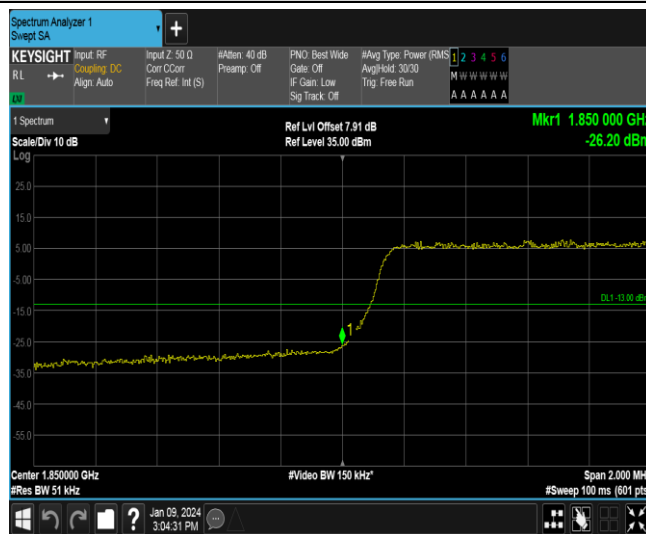 Spectrum Analyzer 1
Swept SA
+
KEYSIGHT
RL
LXI
Input: RF
Coupling: DC
Align: Auto
Input Z: 50 Ω
Corr CCorr
Freq Ref: Int (S)
#Atten: 40 dB
Preamp: Off
PNO: Best Wide
Gate: Off
IF Gain: Low
Sig Track: Off
#Avg Type: Power (RMS
Avg|Hold: 30/30
Trig: Free Run
1 2 3 4 5 6
M W W W W W
A A A A A A
1 Spectrum
Scale/Div 10 dB
Ref Lvl Offset 7.91 dB
Ref Level 35.00 dBm
Mkr1 1.850 000 GHz
-26.20 dBm
Log
25.0
15.0
5.00
-5.00
DL1 -13.00 dBm
-15.0
1
-25.0
-35.0
-45.0
-55.0
Center 1.850000 GHz
#Video BW 150 kHz*
Span 2.000 MH
#Res BW 51 kHz
#Sweep 100 ms (601 pts
?
Jan 09, 2024
3:04:31 PM